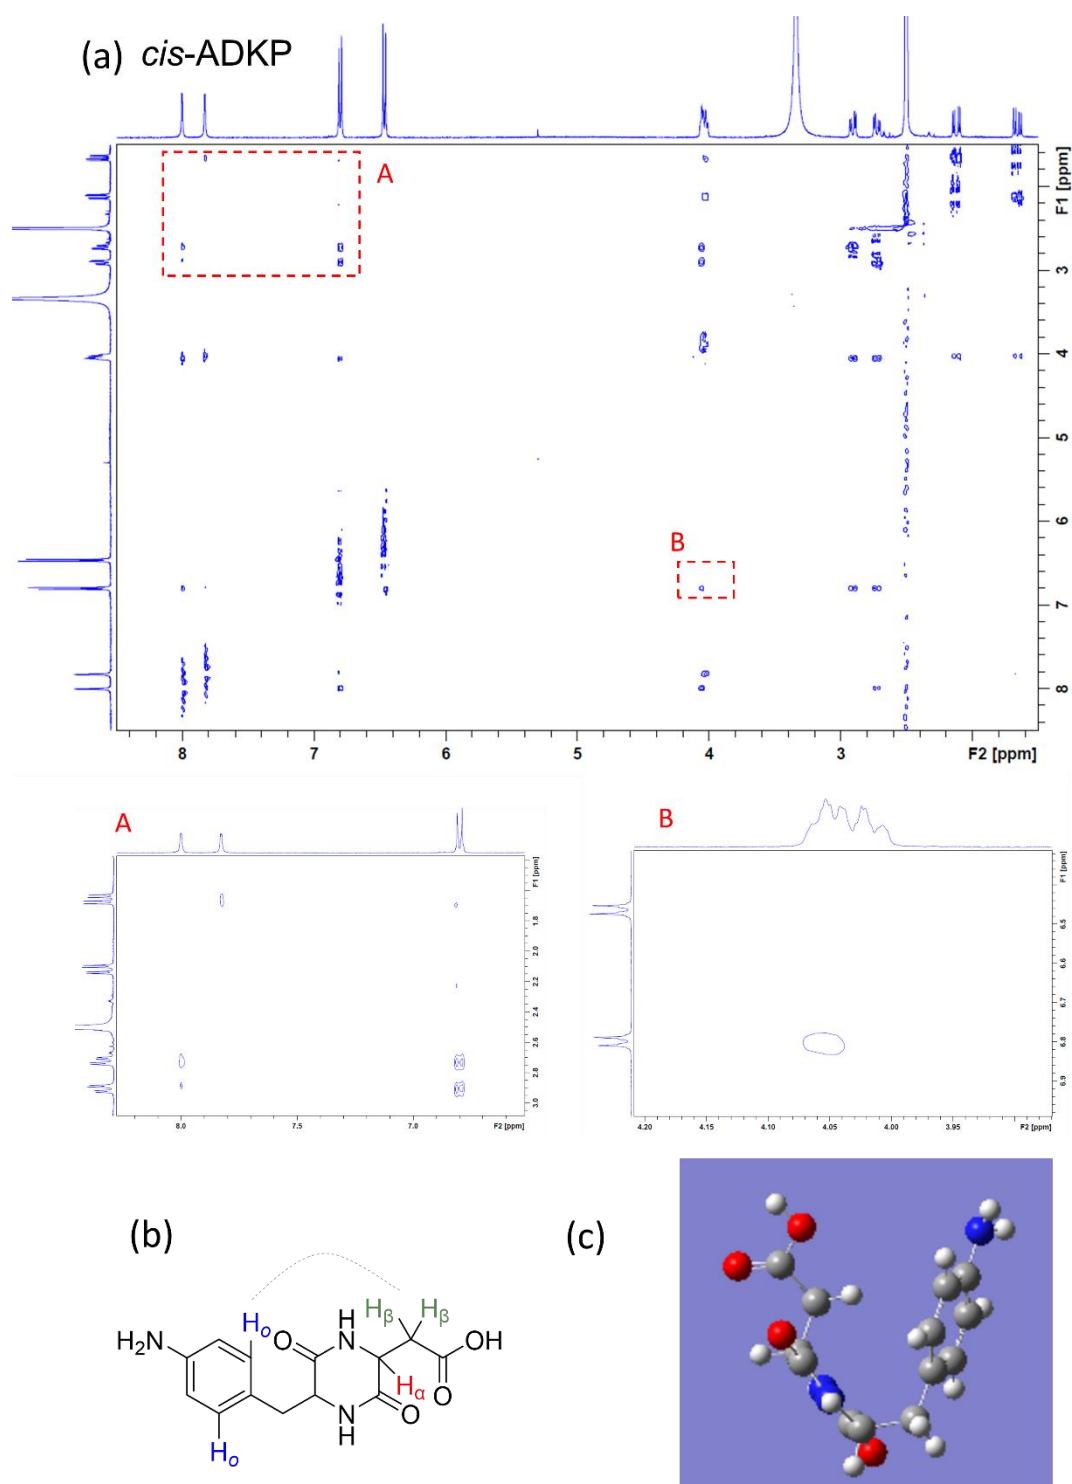 (a) cis-ADKP
A
B
F1 [ppm]
3
4
5
6
7
8
8 7 6 5 4 3 F2 [ppm]
A
F1 [ppm]
1.8
2.0
2.2
2.4
2.6
2.8
3.0
8.0 7.5 7.0 F2 [ppm]
B
F1 [ppm]
6.5
6.6
6.7
6.8
6.9
4.20 4.15 4.10 4.05 4.00 3.95 F2 [ppm]
(b)
Hβ Hβ
Ho
H
N
OH
H2N
O
Hα
O
N
H
O
Ho
(c)